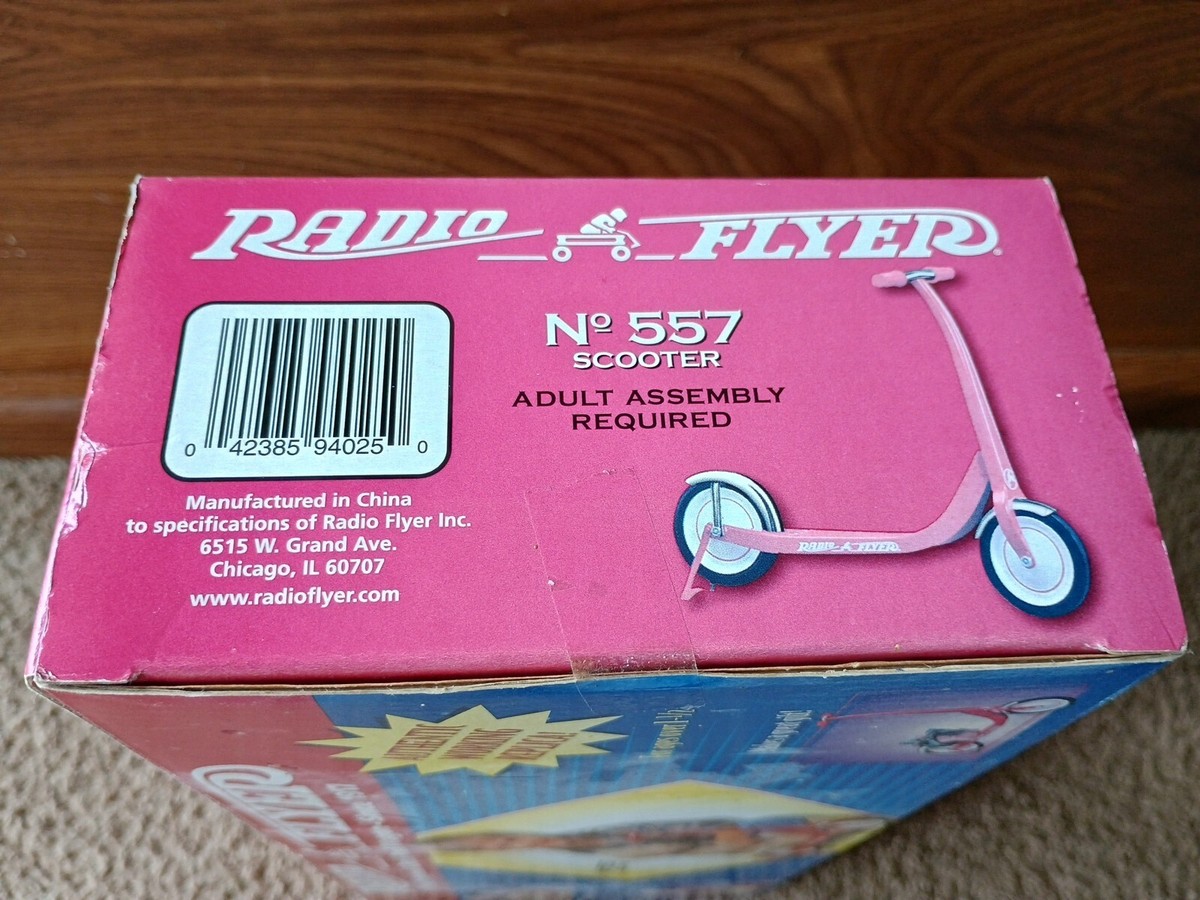 RADIO FLYER
Nº 557
SCOOTER
ADULT ASSEMBLY
REQUIRED
0 42385 94025 0
Manufactured in China
to specifications of Radio Flyer Inc.
6515 W. Grand Ave.
Chicago, IL 60707
www.radioflyer.com
RADIO FLYER